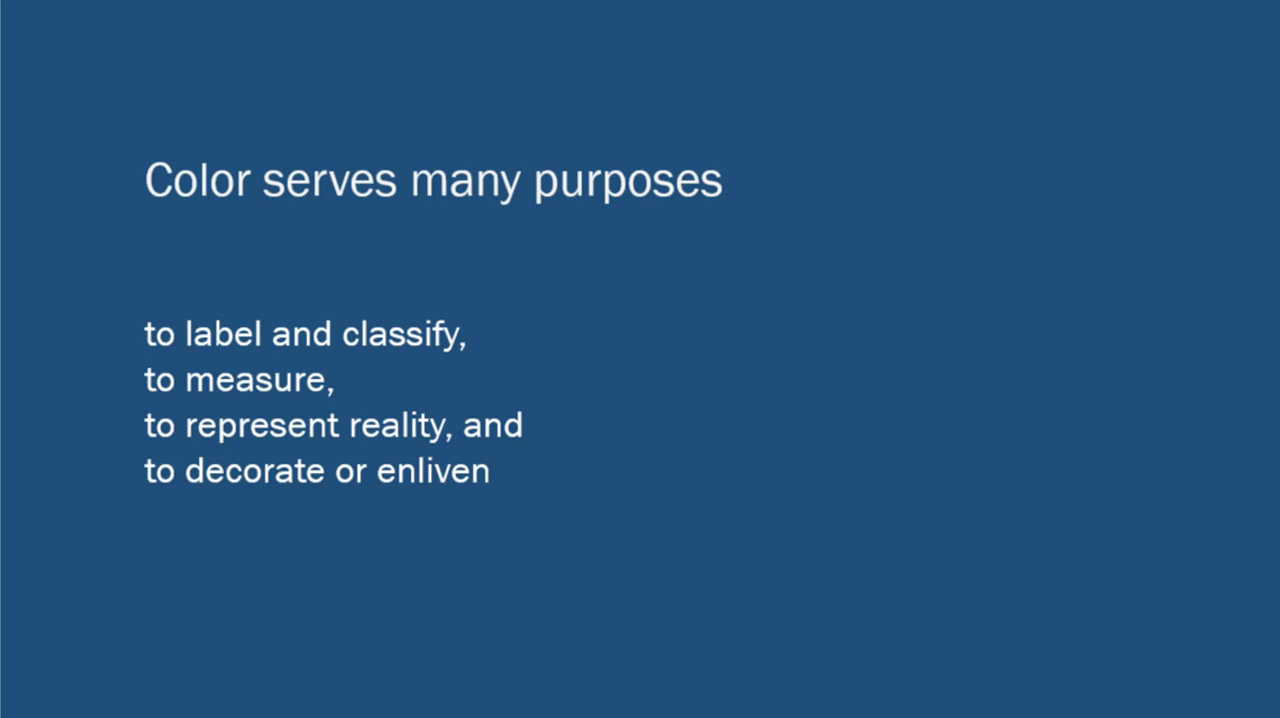 Color serves many purposes
to label and classify,
to measure,
to represent reality, and
to decorate or enliven